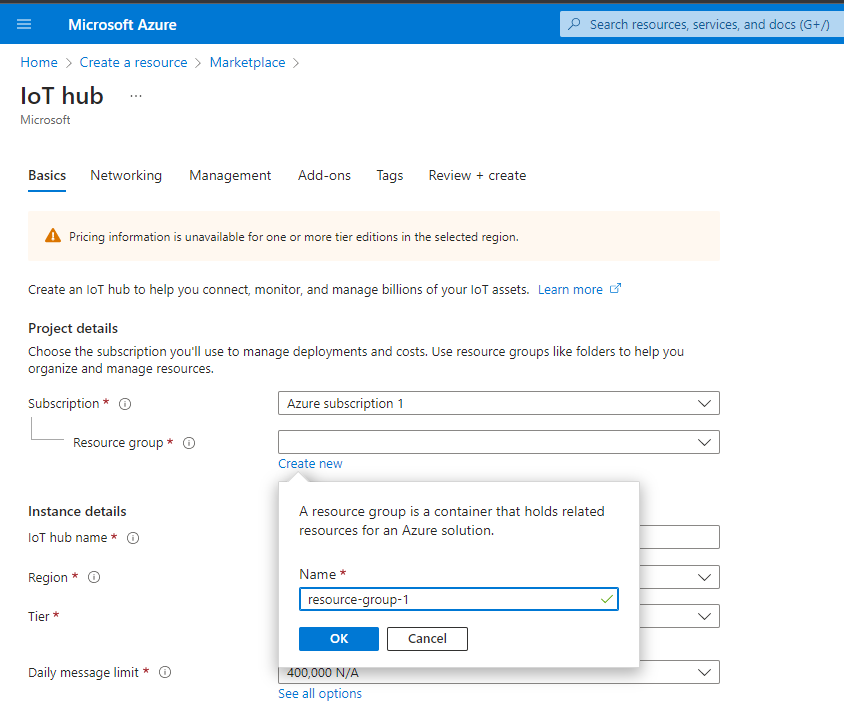 Microsoft Azure
Search resources, services, and docs (G+/)
Home > Create a resource > Marketplace >
IoT hub ...
Microsoft
Basics Networking Management Add-ons Tags Review + create
Pricing information is unavailable for one or more tier editions in the selected region.
Create an IoT hub to help you connect, monitor, and manage billions of your IoT assets. Learn more
Project details
Choose the subscription you'll use to manage deployments and costs. Use resource groups like folders to help you
organize and manage resources.
Subscription *
Azure subscription 1
Resource group *
Create new
A resource group is a container that holds related
resources for an Azure solution.
Name *
resource-group-1
OK Cancel
Instance details
IoT hub name *
Region *
Tier *
Daily message limit *
400,000 N/A
See all options